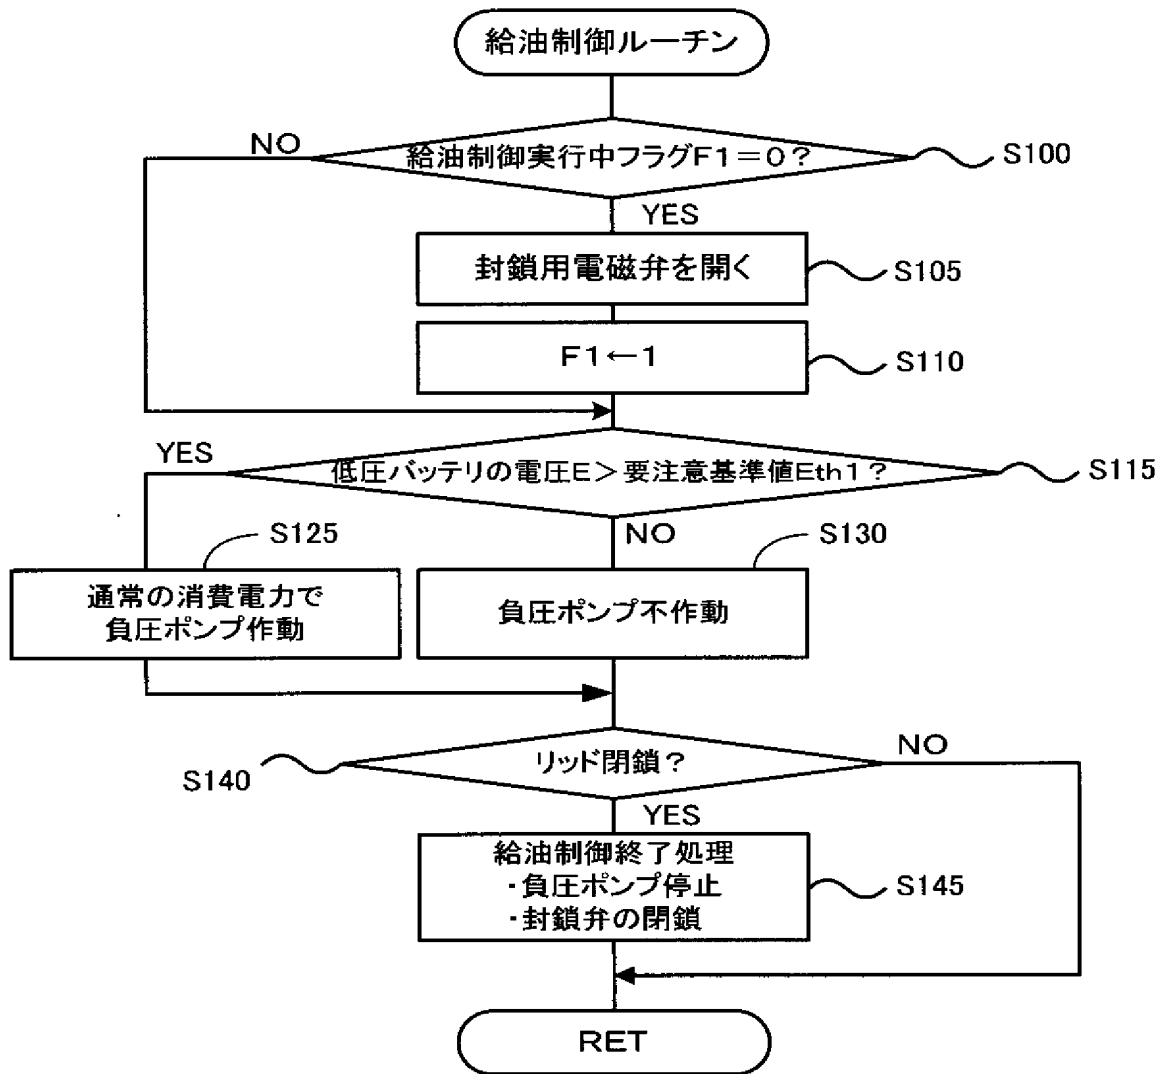 給油制御ルーチン
NO
給油制御実行中フラグF1＝0？
S100
YES
封鎖用電磁弁を開く
S105
F1←1
S110
YES
低圧バッテリの電圧E＞要注意基準値Eth1？
S115
S125
NO
S130
通常の消費電力で
負圧ポンプ作動
負圧ポンプ不作動
リッド閉鎖？
NO
S140
YES
給油制御終了処理
・負圧ポンプ停止
・封鎖弁の閉鎖
S145
RET